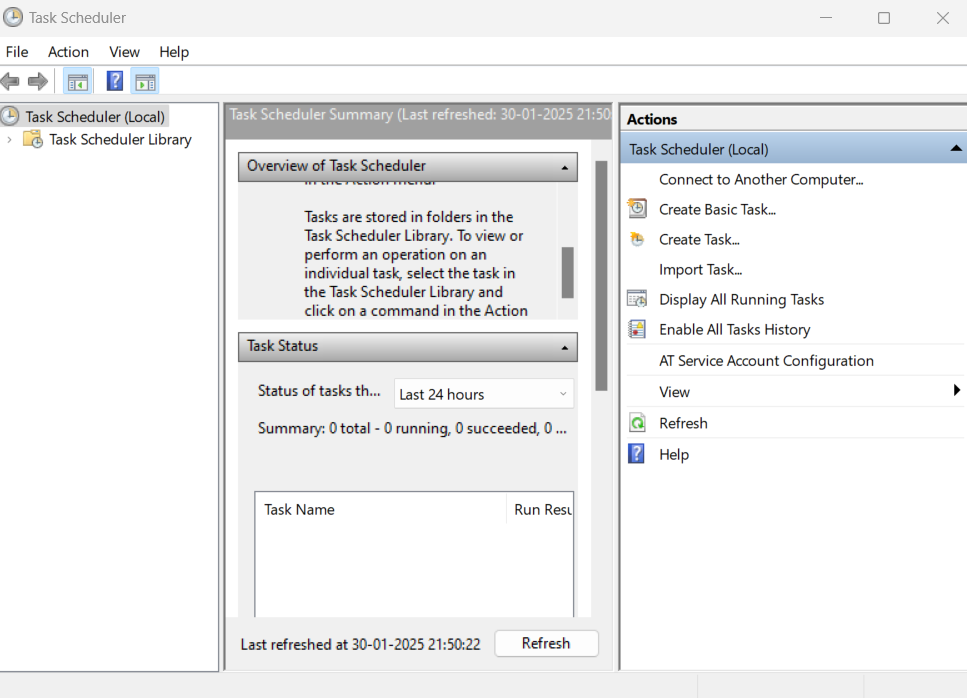 Task Scheduler
File Action View Help
Task Scheduler (Local)
Task Scheduler Library
Task Scheduler Summary (Last refreshed: 30-01-2025 21:50
Overview of Task Scheduler
in the Action menu.
Tasks are stored in folders in the
Task Scheduler Library. To view or
perform an operation on an
individual task, select the task in
the Task Scheduler Library and
click on a command in the Action
Task Status
Status of tasks th... Last 24 hours
Summary: 0 total - 0 running, 0 succeeded, 0 ...
Task Name Run Resu
Last refreshed at 30-01-2025 21:50:22 Refresh
Actions
Task Scheduler (Local)
Connect to Another Computer...
Create Basic Task...
Create Task...
Import Task...
Display All Running Tasks
Enable All Tasks History
AT Service Account Configuration
View
Refresh
Help